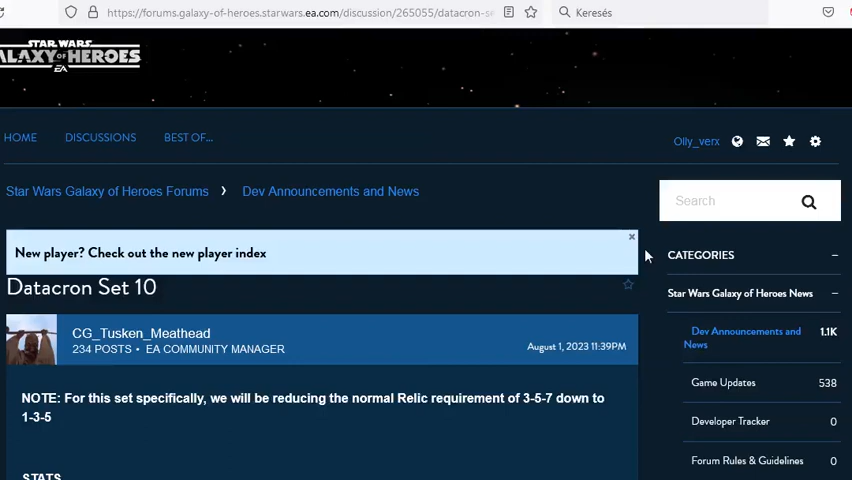 https://forums.galaxy-of-heroes.starwars.ea.com/discussion/265055/datacron-se
Keresés
STAR WARS
GALAXY OF HEROES
EA
HOME
DISCUSSIONS
BEST OF...
Olly_verx
Star Wars Galaxy of Heroes Forums
Dev Announcements and News
Search
New player? Check out the new player index
CATEGORIES
Datacron Set 10
Star Wars Galaxy of Heroes News
CG_Tusken_Meathead
234 POSTS • EA COMMUNITY MANAGER
August 1, 2023 11:39PM
Dev Announcements and
News
1.1K
Game Updates
538
NOTE: For this set specifically, we will be reducing the normal Relic requirement of 3-5-7 down to
1-3-5
Developer Tracker
0
Forum Rules & Guidelines
0
STATS